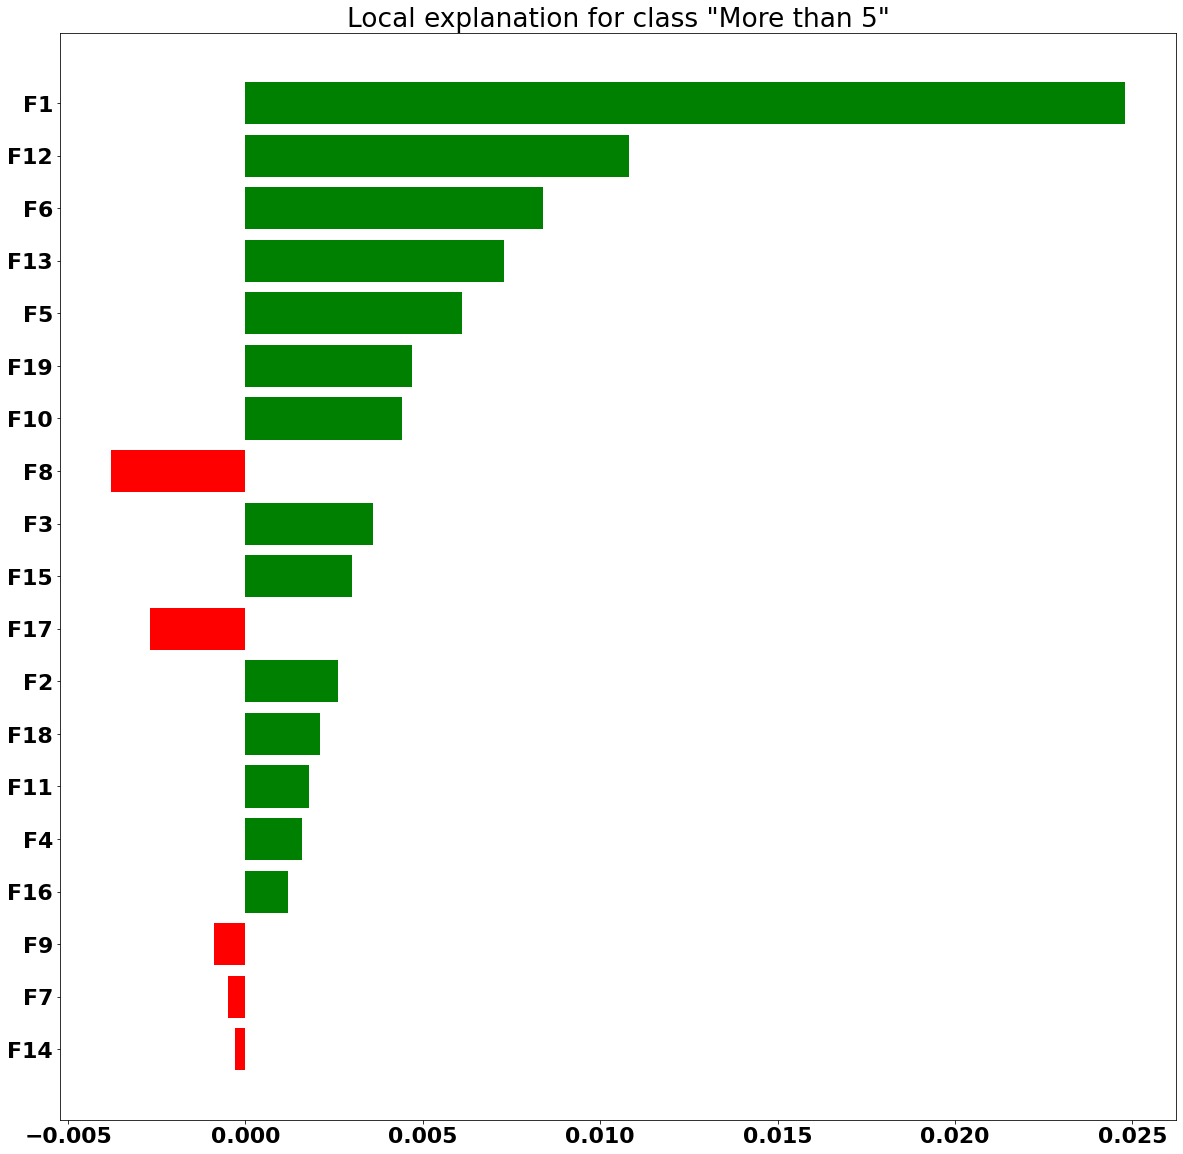 Local explanation for class "More than 5"
F1
F12
F6
F13
F5
F19
F10
F8
F3
F15
F17
F2
F18
F11
F4
F16
F9
F7
F14
−0.005 0.000 0.005 0.010 0.015 0.020 0.025